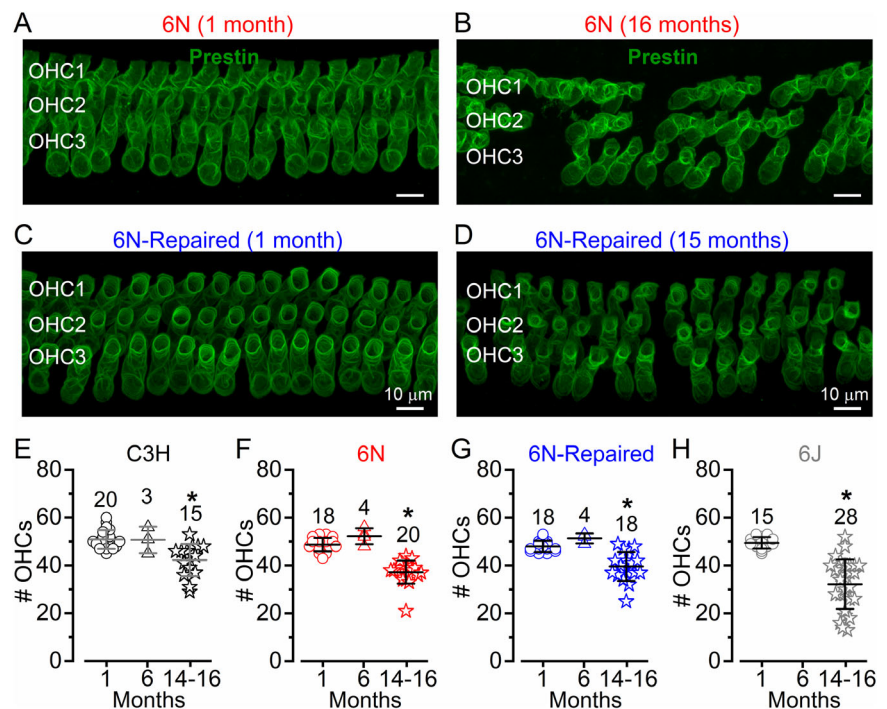 A
6N (1 month)
Prestin
OHC1
OHC2
OHC3
B
6N (16 months)
Prestin
OHC1
OHC2
OHC3
C
6N-Repaired (1 month)
OHC1
OHC2
OHC3
10 μm
D
6N-Repaired (15 months)
OHC1
OHC2
OHC3
10 μm
E
C3H
# OHCs
80
60
40
20
0
20
3
*
15
1
6
14-16
Months
F
6N
# OHCs
80
60
40
20
0
18
4
*
20
1
6
14-16
Months
G
6N-Repaired
# OHCs
80
60
40
20
0
18
4
*
18
1
6
14-16
Months
H
6J
# OHCs
80
60
40
20
0
15
*
28
1
6
14-16
Months